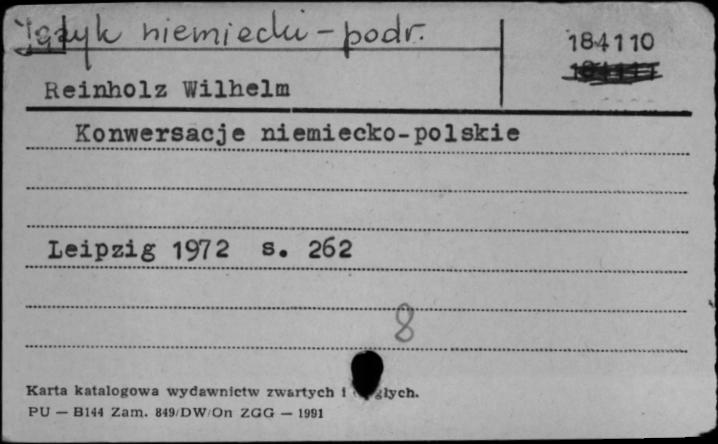 Język niemiecki - podr.
184110
Reinholz Wilhelm
Konwersacje niemiecko-polskie
Leipzig 1972 s. 262
8
Karta katalogowa wydawnictw zwartych i
PU — B144 Zam. 849/DW/On ZGG — 1991